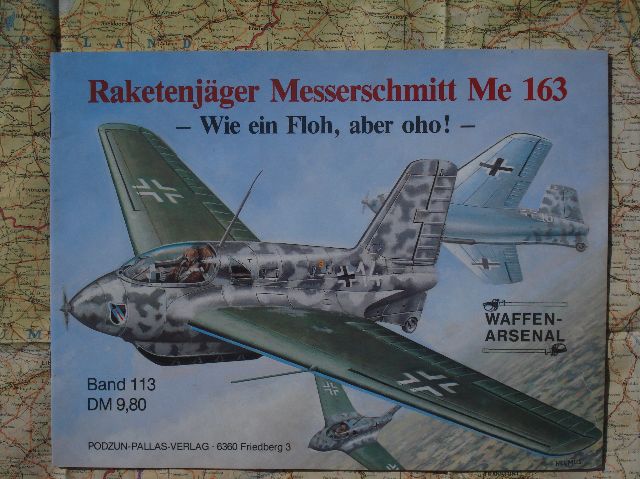 Raketenjäger Messerschmitt Me 163
– Wie ein Floh, aber oho! –
WAFFEN-
ARSENAL
Band 113
DM 9,80
PODZUN-PALLAS-VERLAG · 6360 Friedberg 3